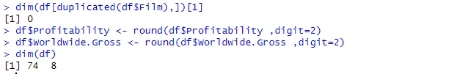 > dim(df[duplicated(df$Film),])[1]
[1] 0
> df$Profitability <- round(df$Profitability ,digit=2)
> df$Worldwide.Gross <- round(df$Worldwide.Gross ,digit=2)
> dim(df)
[1] 74 8